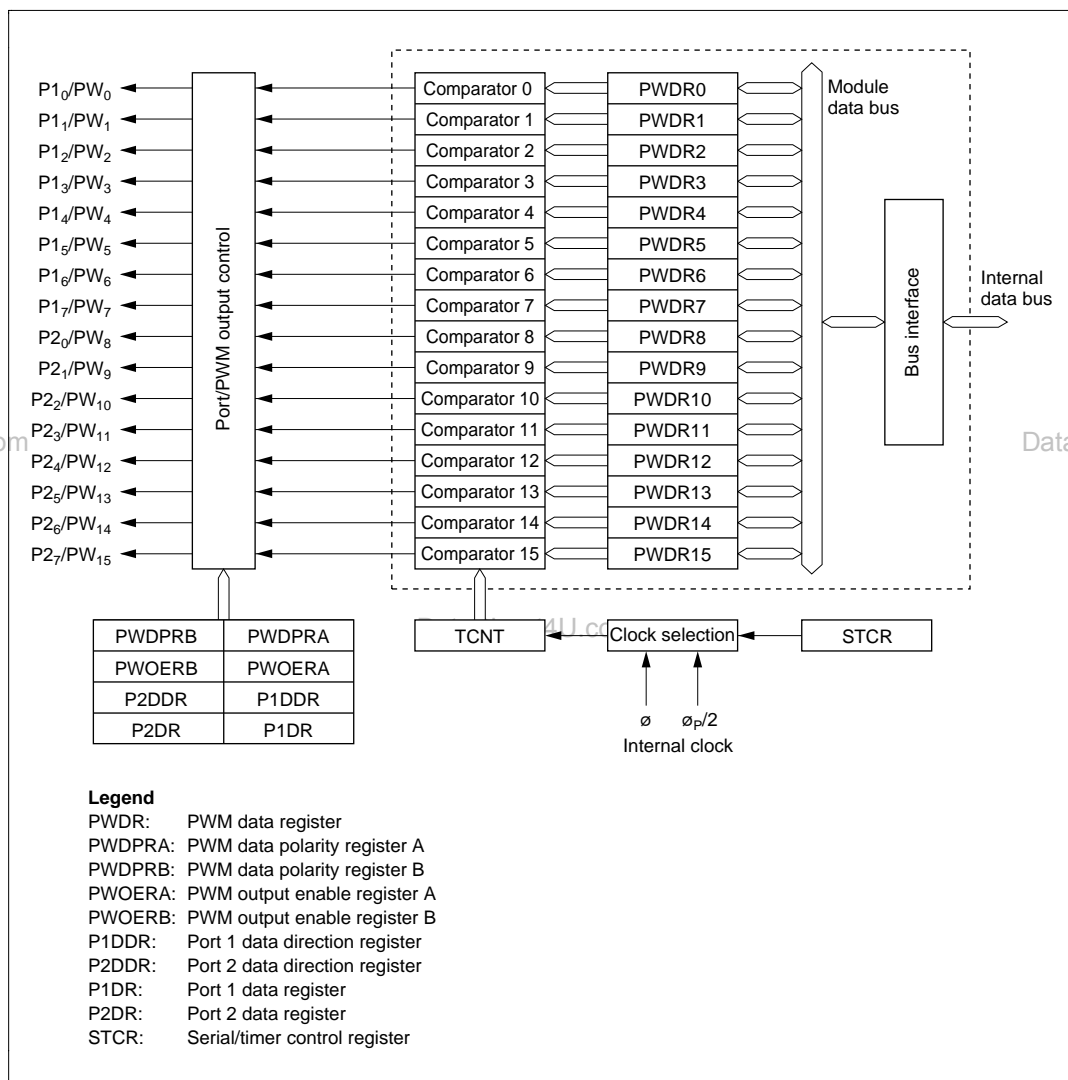 P1₀/PW₀ Comparator 0 PWDR0 Module data bus
P1₁/PW₁ Comparator 1 PWDR1
P1₂/PW₂ Comparator 2 PWDR2
P1₃/PW₃ Comparator 3 PWDR3
P1₄/PW₄ Comparator 4 PWDR4
P1₅/PW₅ Comparator 5 PWDR5
P1₆/PW₆ Comparator 6 PWDR6
P1₇/PW₇ Comparator 7 PWDR7
P2₀/PW₈ Comparator 8 PWDR8
P2₁/PW₉ Comparator 9 PWDR9
P2₂/PW₁₀ Comparator 10 PWDR10
P2₃/PW₁₁ Comparator 11 PWDR11
P2₄/PW₁₂ Comparator 12 PWDR12
P2₅/PW₁₃ Comparator 13 PWDR13
P2₆/PW₁₄ Comparator 14 PWDR14
P2₇/PW₁₅ Comparator 15 PWDR15
Port/PWM output control
Bus interface
Internal
data bus
om
Data
PWDPRB PWDPRA
PWOERB PWOERA
P2DDR P1DDR
P2DR P1DR
TCNT Clock selection STCR
4U.co
ø øP/2
Internal clock
Legend
PWDR: PWM data register
PWDPRA: PWM data polarity register A
PWDPRB: PWM data polarity register B
PWOERA: PWM output enable register A
PWOERB: PWM output enable register B
P1DDR: Port 1 data direction register
P2DDR: Port 2 data direction register
P1DR: Port 1 data register
P2DR: Port 2 data register
STCR: Serial/timer control register